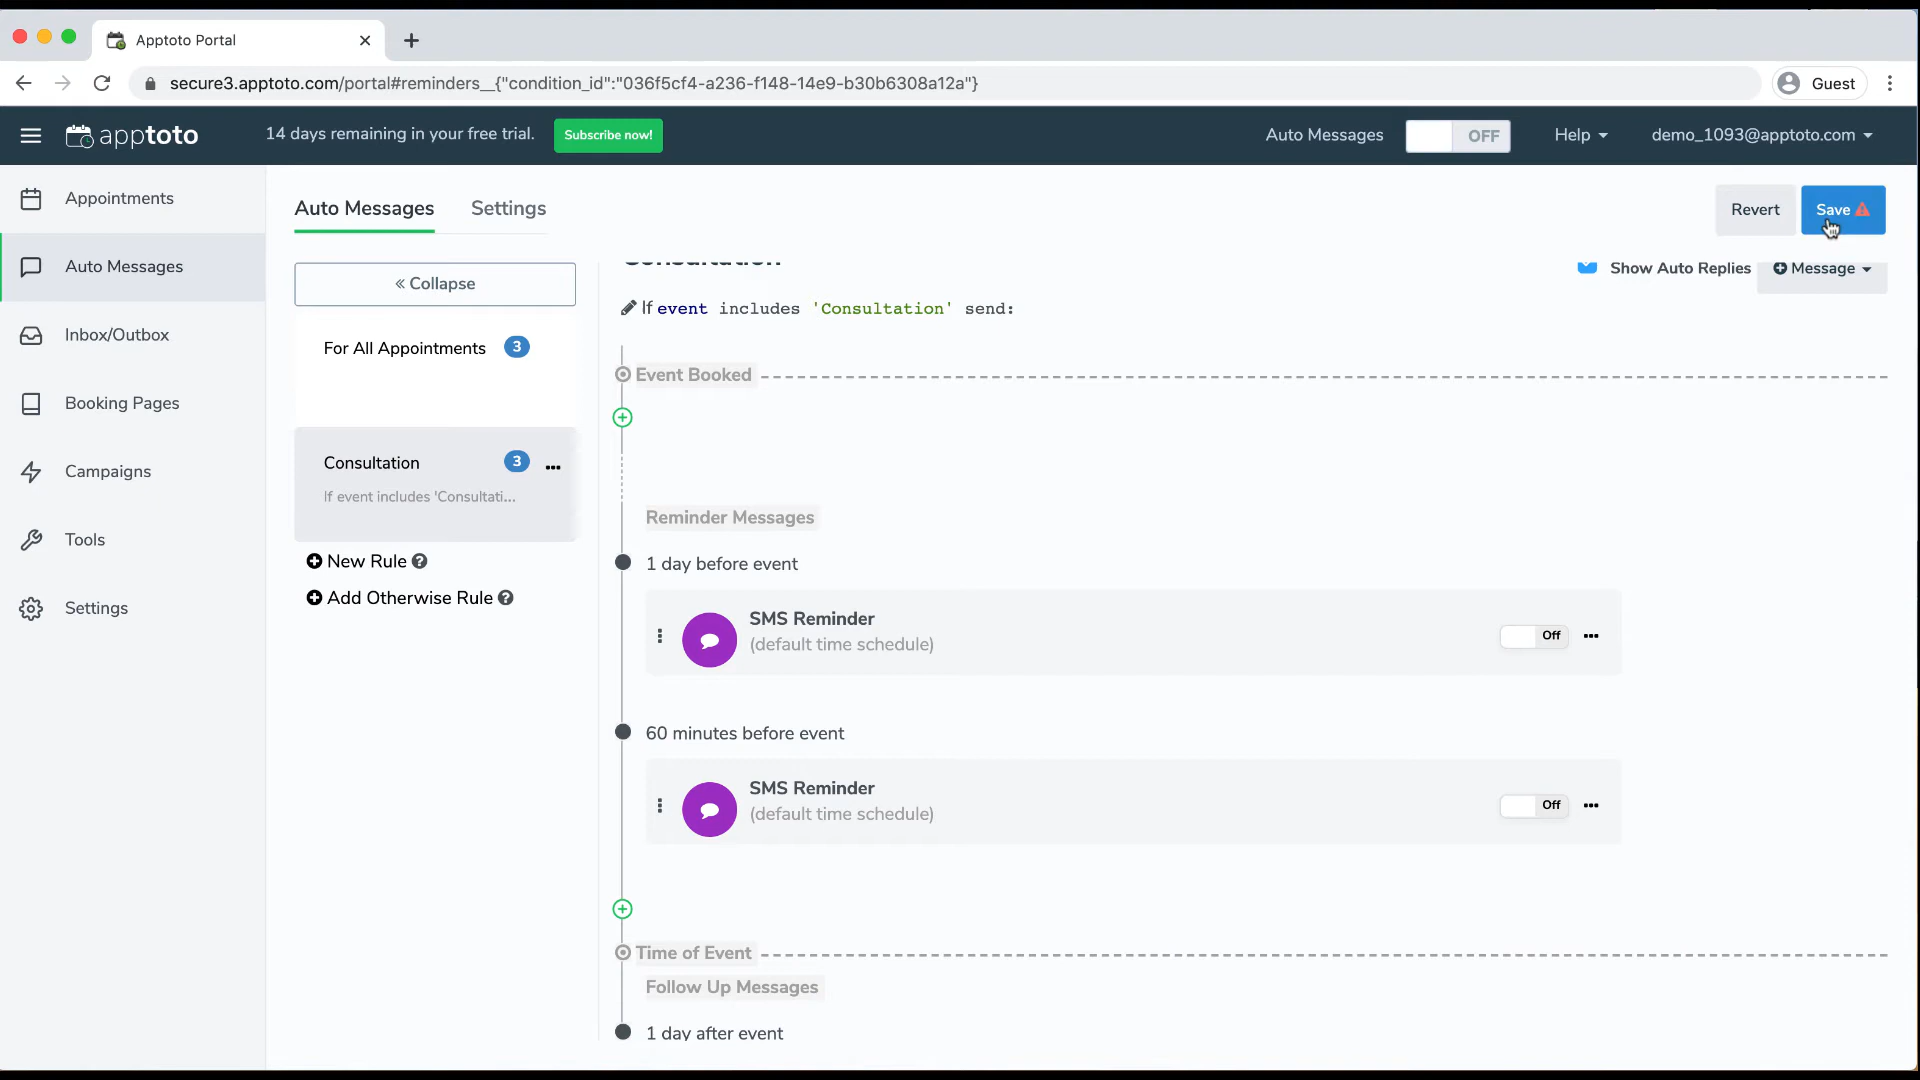 Apptoto Portal
secure3.apptoto.com/portal#reminders__{"condition_id":"036f5cf4-a236-f148-14e9-b30b6308a12a"}
Guest
apptoto
14 days remaining in your free trial.
Subscribe now!
Auto Messages
OFF
Help
demo_1093@apptoto.com
Appointments
Auto Messages
Inbox/Outbox
Booking Pages
Campaigns
Tools
Settings
Auto Messages
Settings
Revert
Save
« Collapse
For All Appointments 3
Consultation 3
If event includes 'Consultati...
New Rule
Add Otherwise Rule
Consultation
Show Auto Replies
Message
If event includes 'Consultation' send:
Event Booked
Reminder Messages
1 day before event
SMS Reminder
(default time schedule)
Off
60 minutes before event
SMS Reminder
(default time schedule)
Off
Time of Event
Follow Up Messages
1 day after event